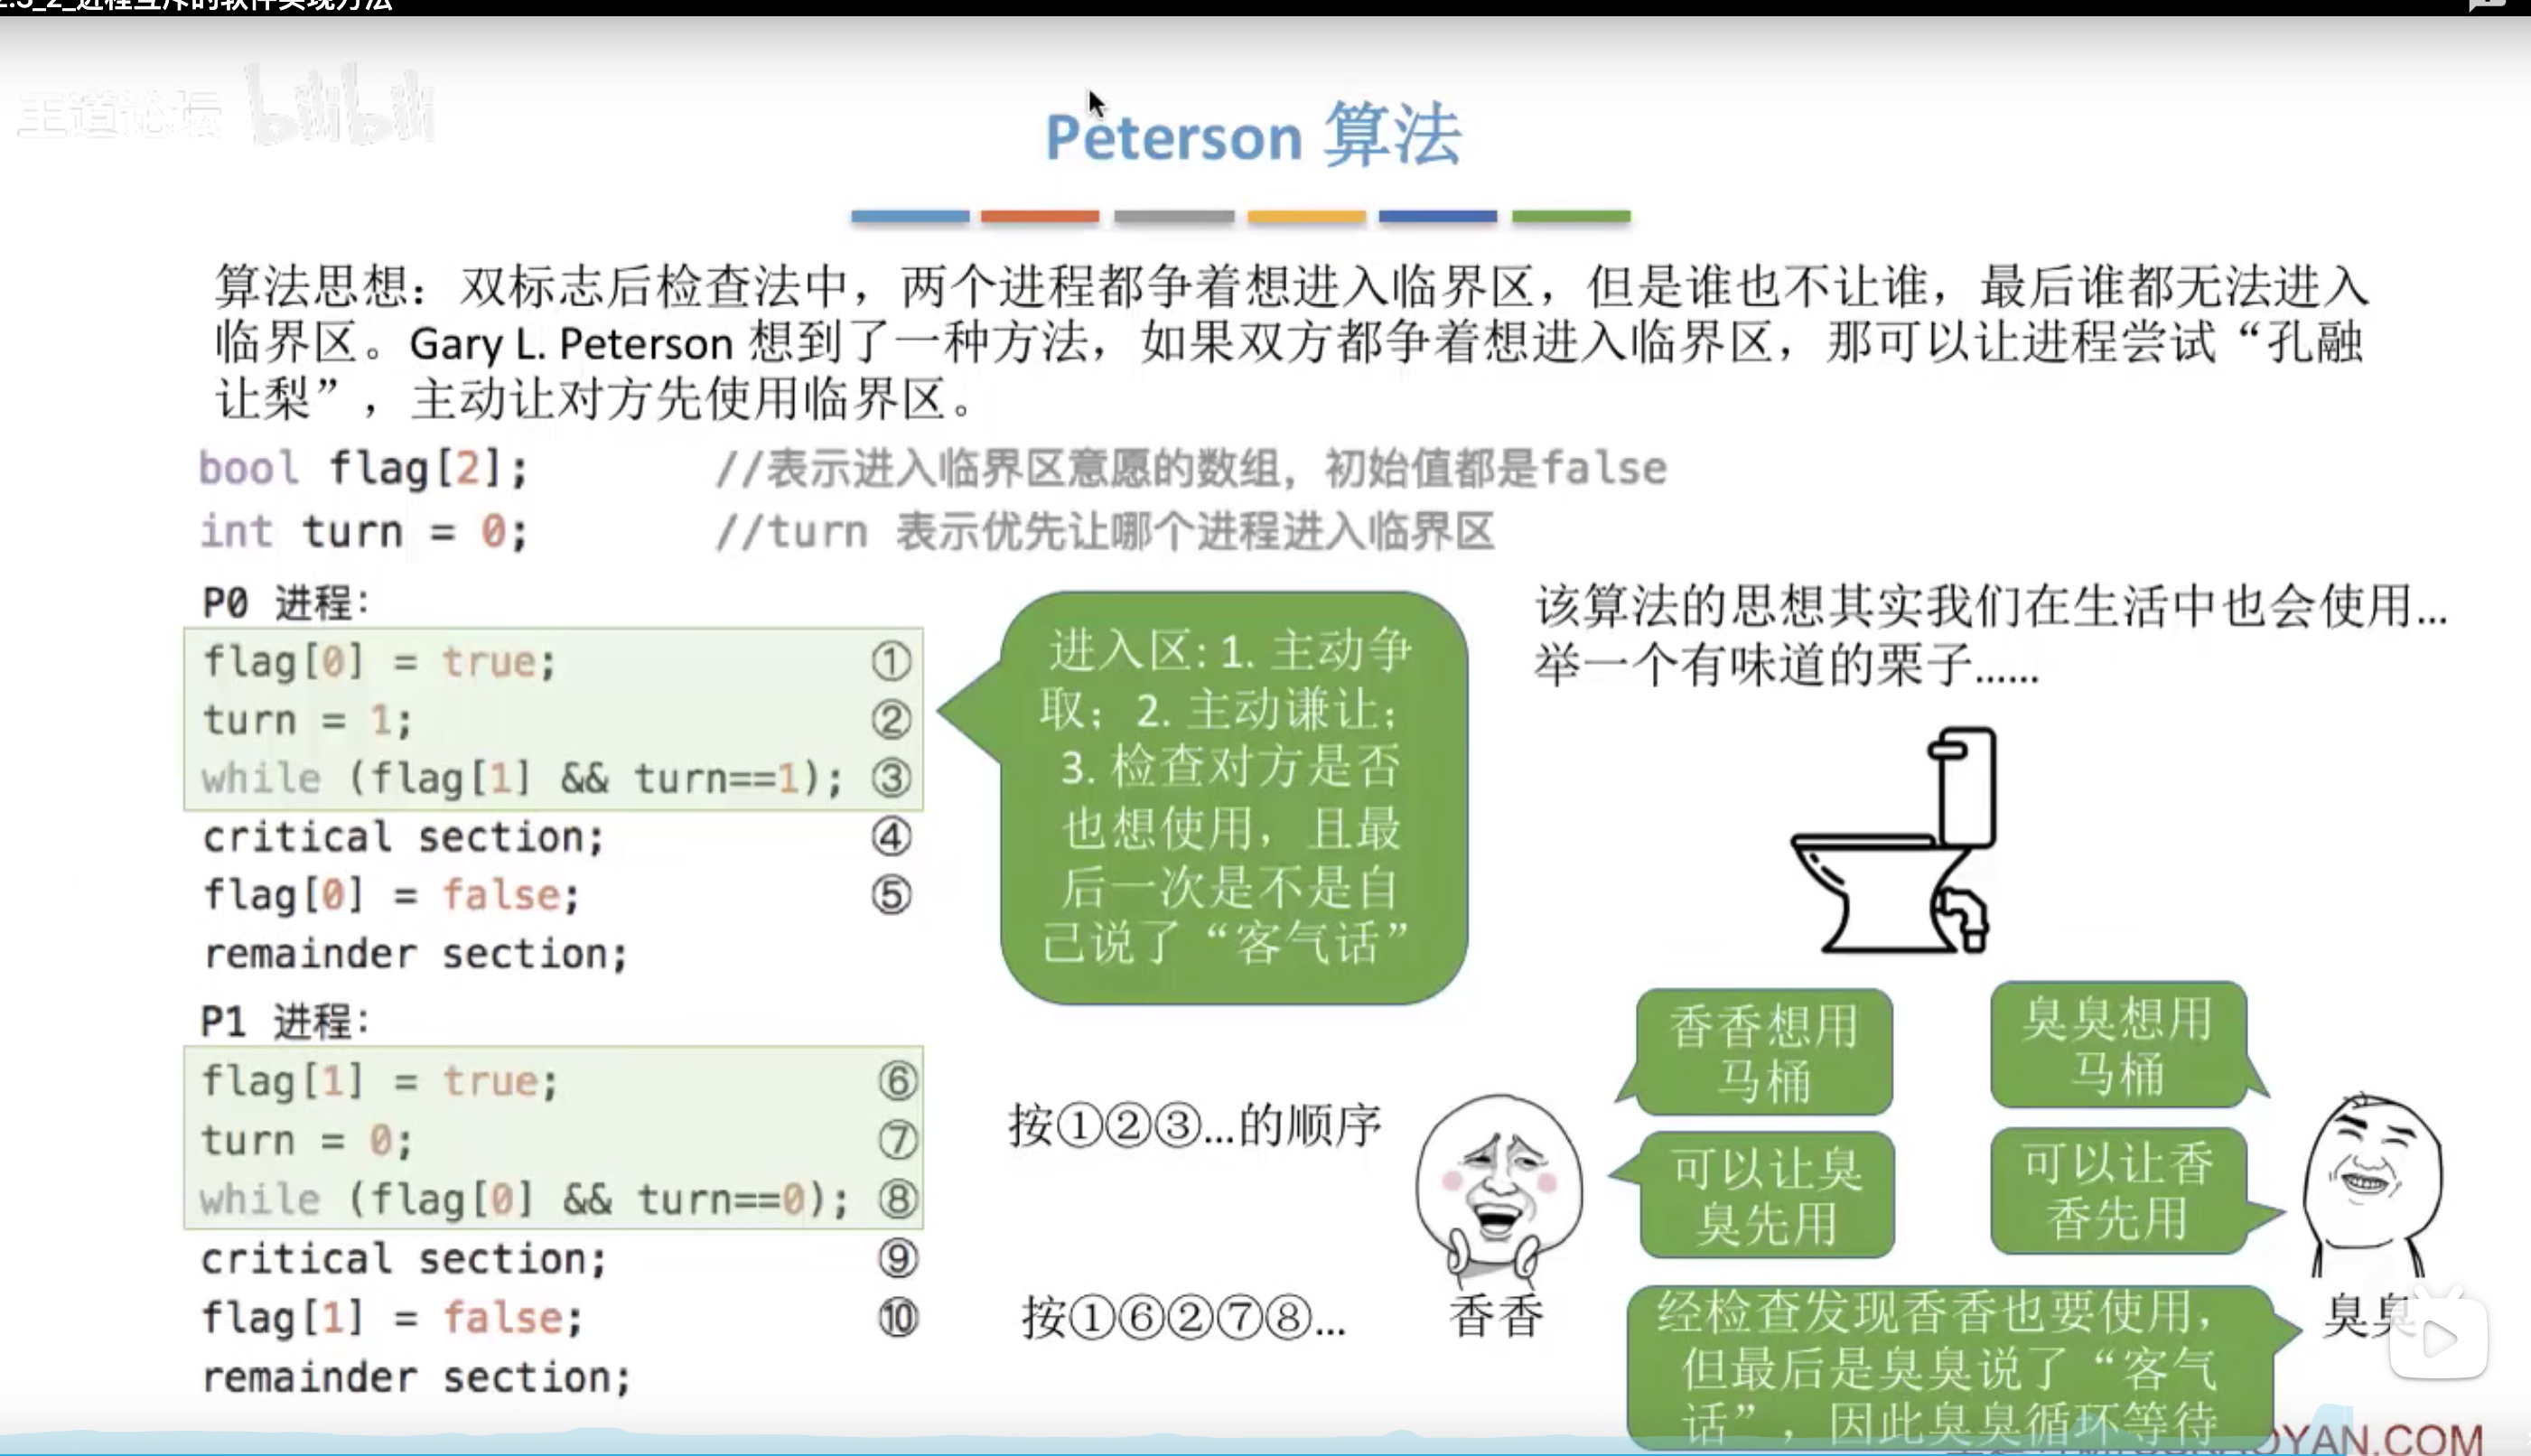 2.3_2_进程互斥的软件实现方法
王道论坛 bilibili
Peterson 算法
算法思想：双标志后检查法中，两个进程都争着想进入临界区，但是谁也不让谁，最后谁都无法进入
临界区。Gary L. Peterson 想到了一种方法，如果双方都争着想进入临界区，那可以让进程尝试“孔融
让梨”，主动让对方先使用临界区。
bool flag[2]; //表示进入临界区意愿的数组，初始值都是false
int turn = 0; //turn 表示优先让哪个进程进入临界区
P0 进程：
flag[0] = true; ①
turn = 1; ②
while (flag[1] && turn==1); ③
critical section; ④
flag[0] = false; ⑤
remainder section;
P1 进程：
flag[1] = true; ⑥
turn = 0; ⑦
while (flag[0] && turn==0); ⑧
critical section; ⑨
flag[1] = false; ⑩
remainder section;
进入区: 1. 主动争
取；2. 主动谦让；
3. 检查对方是否
也想使用，且最
后一次是不是自
己说了“客气话”
按①②③…的顺序
按①⑥②⑦⑧…
该算法的思想其实我们在生活中也会使用…
举一个有味道的栗子……
香香想用
马桶
可以让臭
臭先用
香香
臭臭想用
马桶
可以让香
香先用
臭臭
经检查发现香香也要使用，
但最后是臭臭说了“客气
话”，因此臭臭循环等待
OYAN.COM